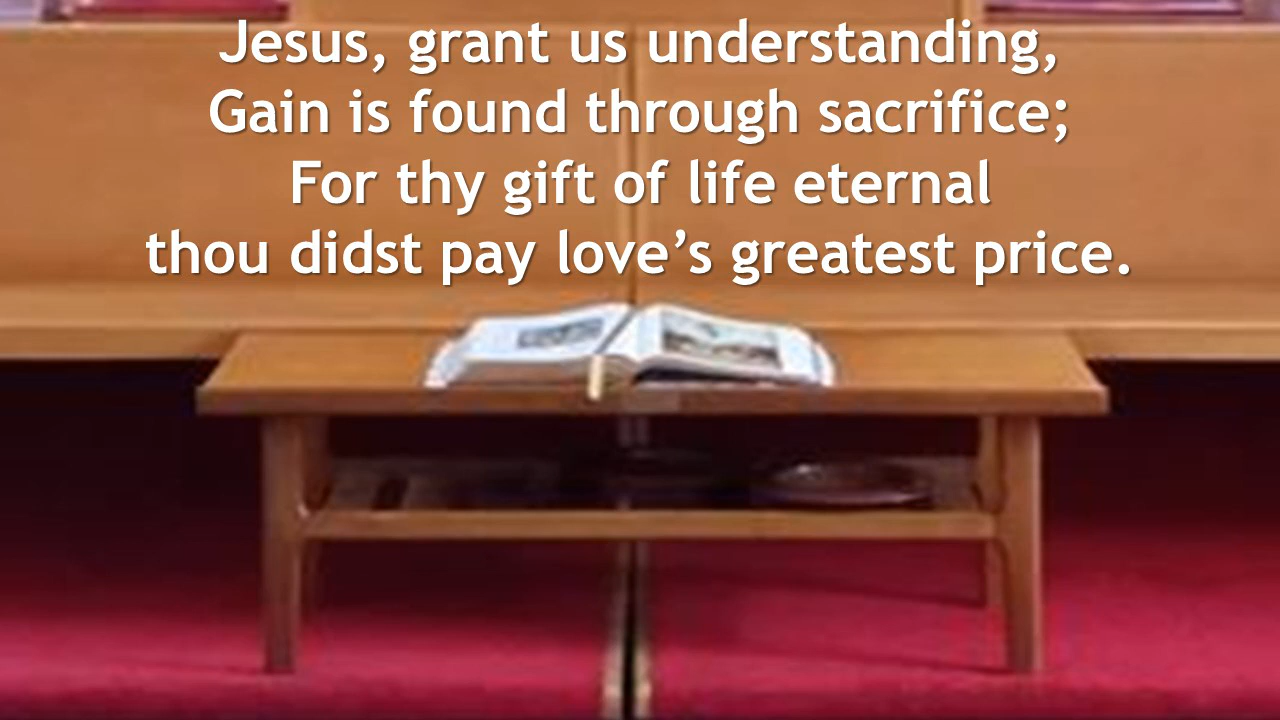 Jesus, grant us understanding,
Gain is found through sacrifice;
For thy gift of life eternal
thou didst pay love’s greatest price.